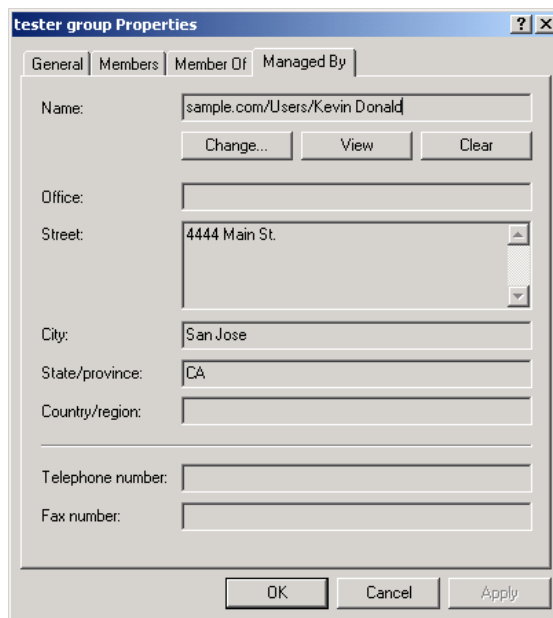 tester group Properties
General Members Member Of Managed By
Name: sample.com/Users/Kevin Donald
Change... View Clear
Office:
Street: 4444 Main St.
City: San Jose
State/province: CA
Country/region:
Telephone number:
Fax number:
OK Cancel Apply